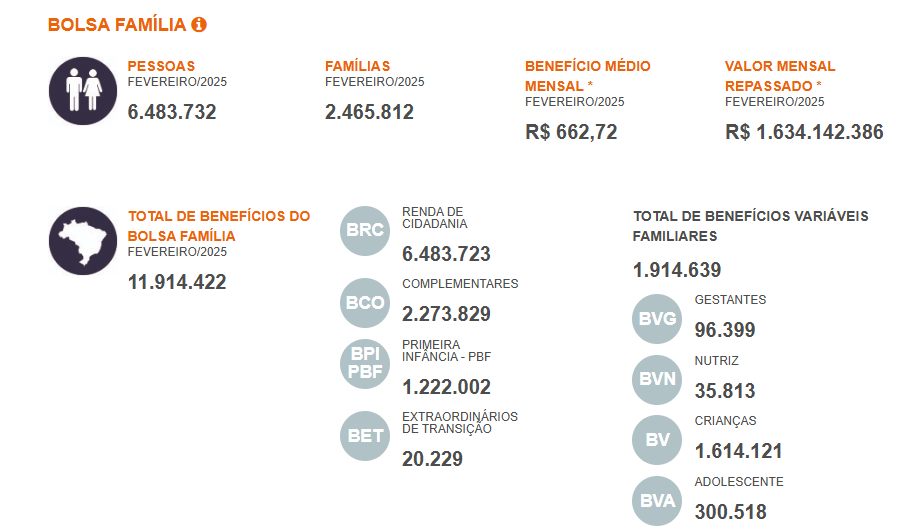 BOLSA FAMÍLIA i
PESSOAS
FEVEREIRO/2025
6.483.732
FAMÍLIAS
FEVEREIRO/2025
2.465.812
BENEFÍCIO MÉDIO
MENSAL *
FEVEREIRO/2025
R$ 662,72
VALOR MENSAL
REPASSADO *
FEVEREIRO/2025
R$ 1.634.142.386
TOTAL DE BENEFÍCIOS DO
BOLSA FAMÍLIA
FEVEREIRO/2025
11.914.422
BRC
RENDA DE
CIDADANIA
6.483.723
BCO
COMPLEMENTARES
2.273.829
BPI
PBF
PRIMEIRA
INFÂNCIA - PBF
1.222.002
BET
EXTRAORDINÁRIOS
DE TRANSIÇÃO
20.229
TOTAL DE BENEFÍCIOS VARIÁVEIS
FAMILIARES
1.914.639
BVG
GESTANTES
96.399
BVN
NUTRIZ
35.813
BV
CRIANÇAS
1.614.121
BVA
ADOLESCENTE
300.518